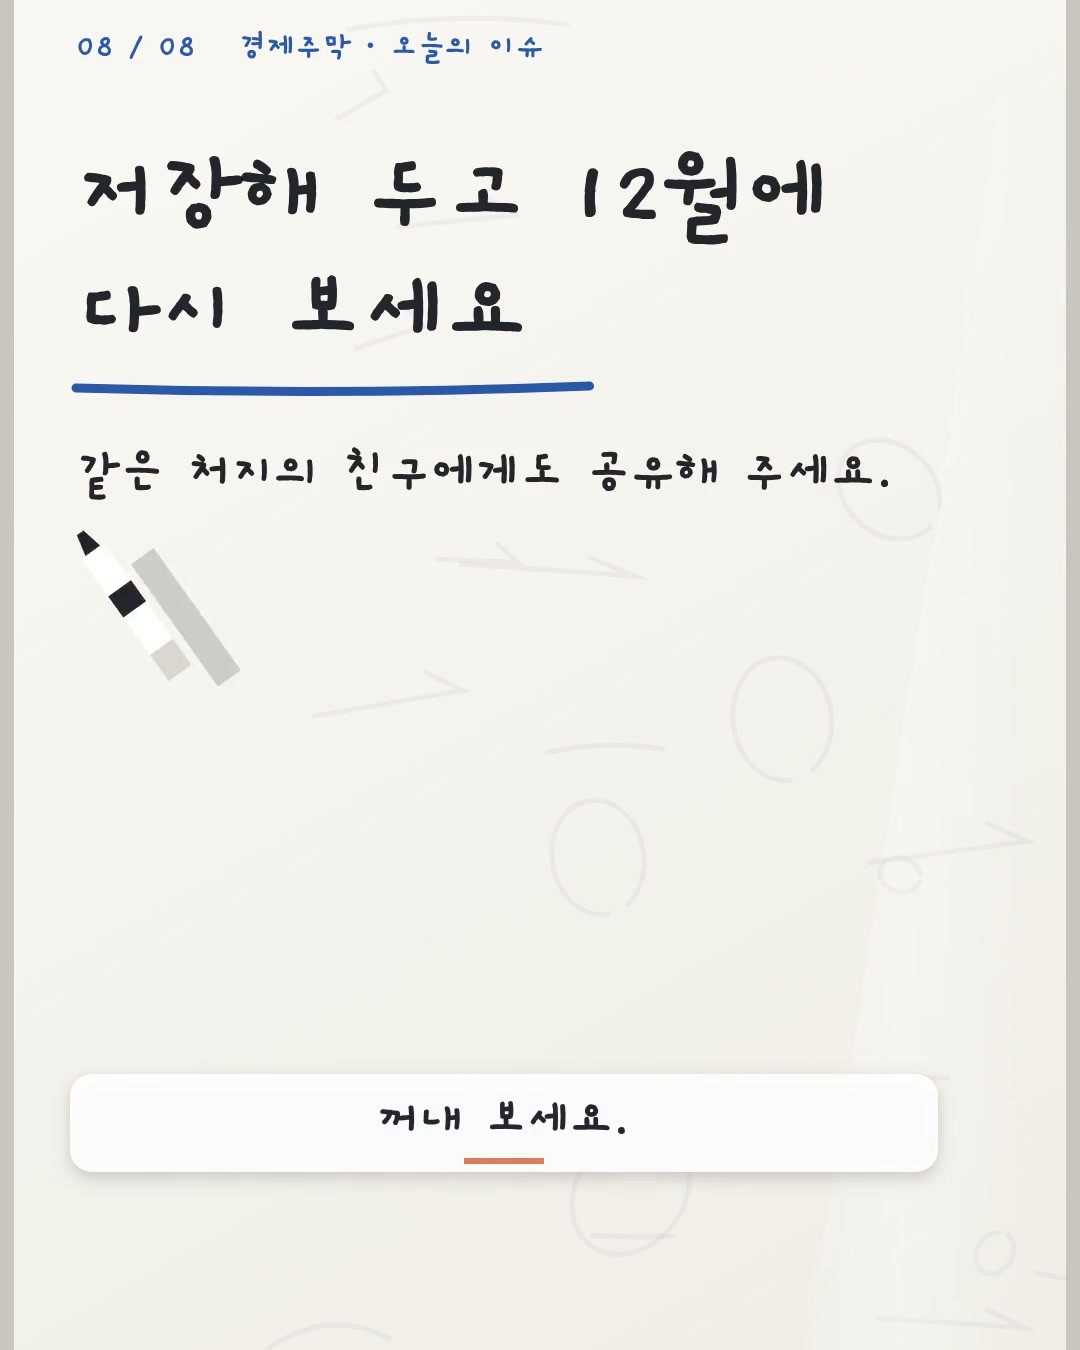 08 / 08 경제주막 · 오늘의 이슈
저장해 두고 12월에
다시 보세요
같은 처지의 친구에게도 공유해 주세요.
꺼내 보세요.